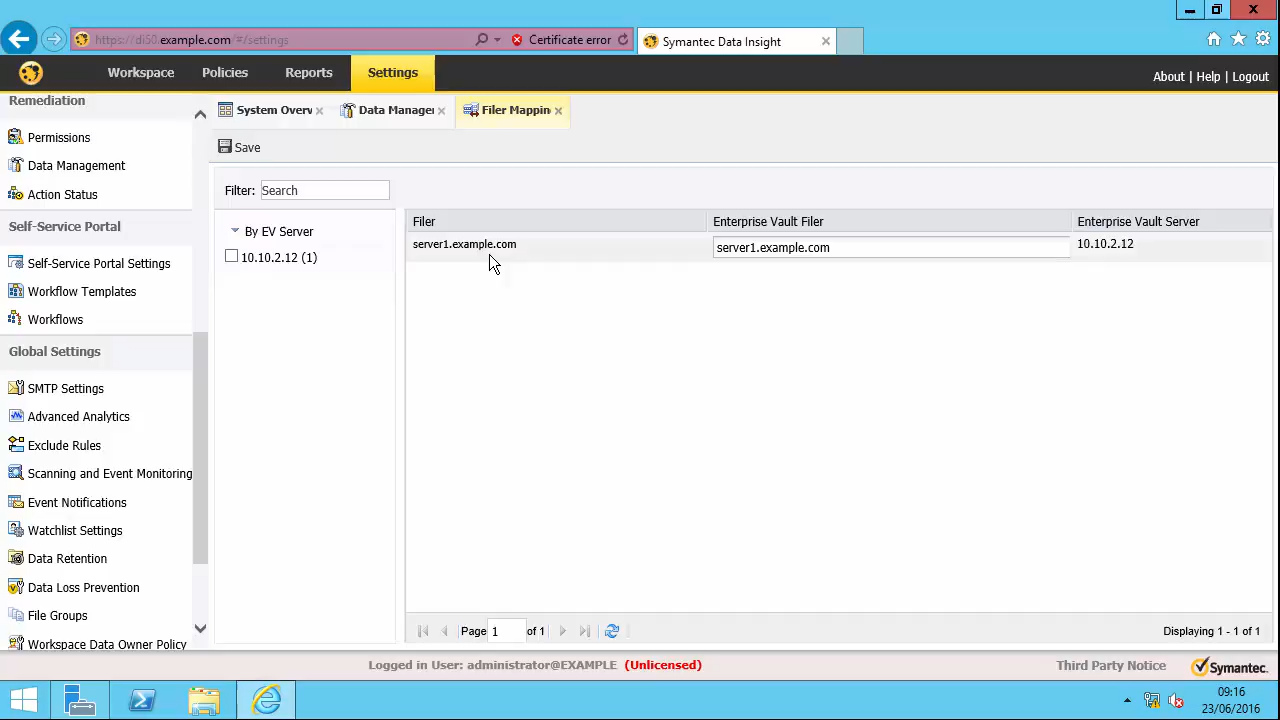 https://di50.example.com/#/settings
Certificate error
Symantec Data Insight
Workspace
Policies
Reports
Settings
About | Help | Logout
Remediation
Permissions
Data Management
Action Status
Self-Service Portal
Self-Service Portal Settings
Workflow Templates
Workflows
Global Settings
SMTP Settings
Advanced Analytics
Exclude Rules
Scanning and Event Monitoring
Event Notifications
Watchlist Settings
Data Retention
Data Loss Prevention
File Groups
Workspace Data Owner Policy
System Overv
Data Manager
Filer Mappin
Save
Filter: Search
By EV Server
10.10.2.12 (1)
Filer
Enterprise Vault Filer
Enterprise Vault Server
server1.example.com
server1.example.com
10.10.2.12
Page 1 of 1
Displaying 1 - 1 of 1
Logged in User: administrator@EXAMPLE (Unlicensed)
Third Party Notice
Symantec.
09:16
23/06/2016